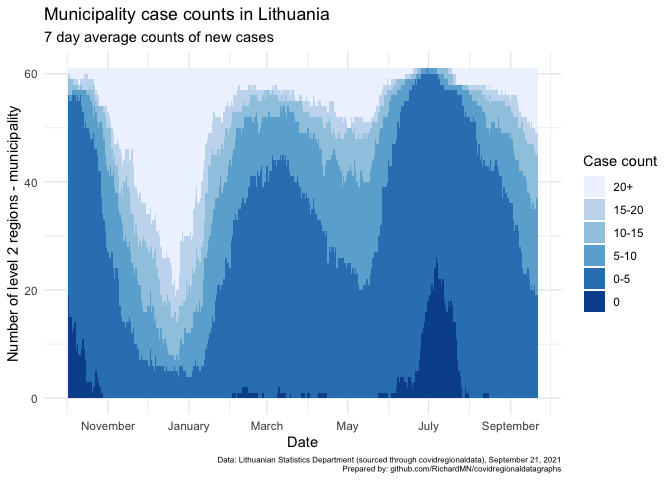 Municipality case counts in Lithuania
7 day average counts of new cases
Number of level 2 regions - municipality
60
40
20
0
November
January
March
May
July
September
Date
Case count
20+
15-20
10-15
5-10
0-5
0
Data: Lithuanian Statistics Department (sourced through covidregionaldata), September 21, 2021
Prepared by: github.com/RichardMN/covidregionaldatagraphs